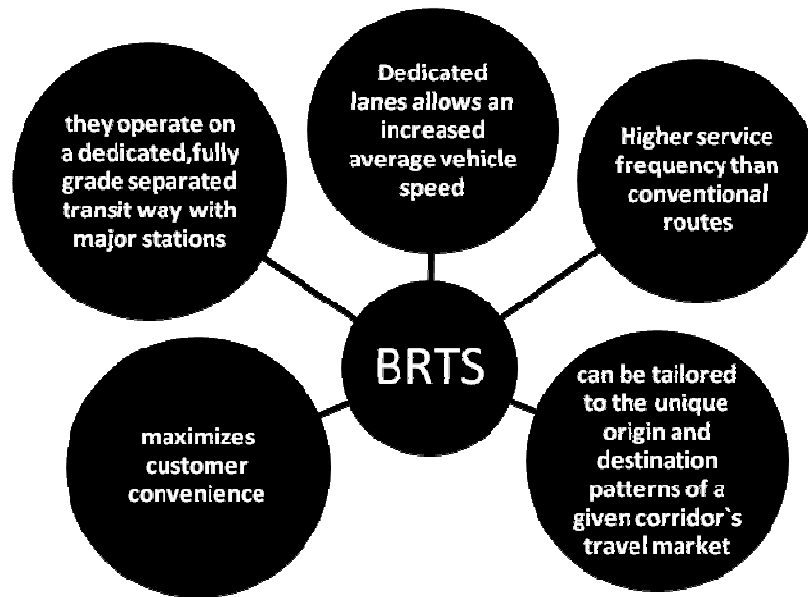 they operate on
a dedicated,fully
grade separated
transit way with
major stations
Dedicated
lanes allows an
increased
average vehicle
speed
Higher service
frequency than
conventional
routes
BRTS
maximizes
customer
convenience
can be tailored
to the unique
origin and
destination
patterns of a
given corridor`s
travel market